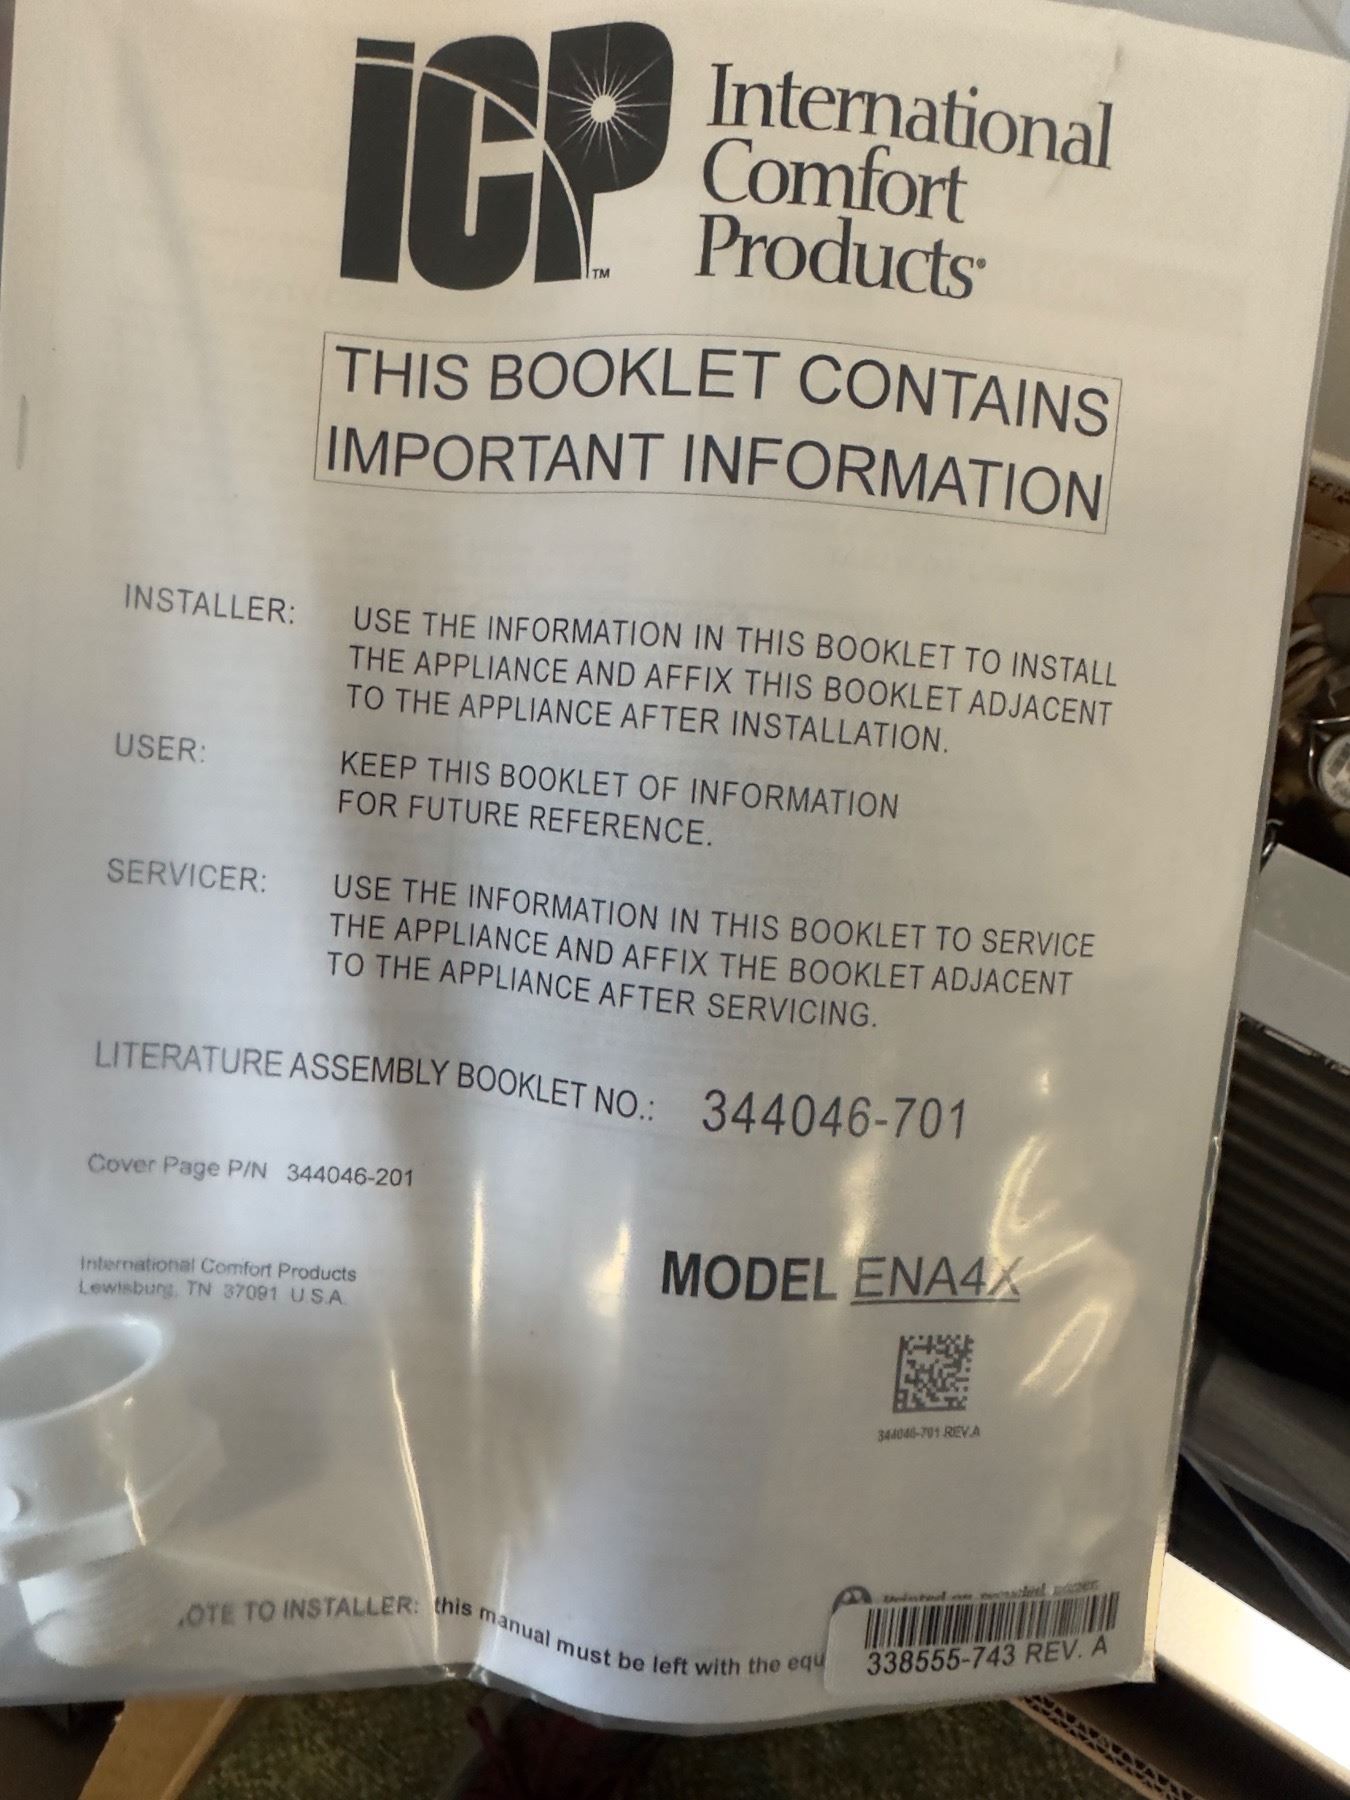 iCP
TM
International
Comfort
Products®
THIS BOOKLET CONTAINS
IMPORTANT INFORMATION
INSTALLER: USE THE INFORMATION IN THIS BOOKLET TO INSTALL
THE APPLIANCE AND AFFIX THIS BOOKLET ADJACENT
TO THE APPLIANCE AFTER INSTALLATION.
USER: KEEP THIS BOOKLET OF INFORMATION
FOR FUTURE REFERENCE.
SERVICER: USE THE INFORMATION IN THIS BOOKLET TO SERVICE
THE APPLIANCE AND AFFIX THE BOOKLET ADJACENT
TO THE APPLIANCE AFTER SERVICING.
LITERATURE ASSEMBLY BOOKLET NO.: 344046-701
Cover Page P/N 344046-201
International Comfort Products
Lewisburg, TN 37091 U.S.A.
MODEL ENA4X
344046-701 REV.A
Printed on recycled paper
OTE TO INSTALLER: this manual must be left with the equ
338555-743 REV. A